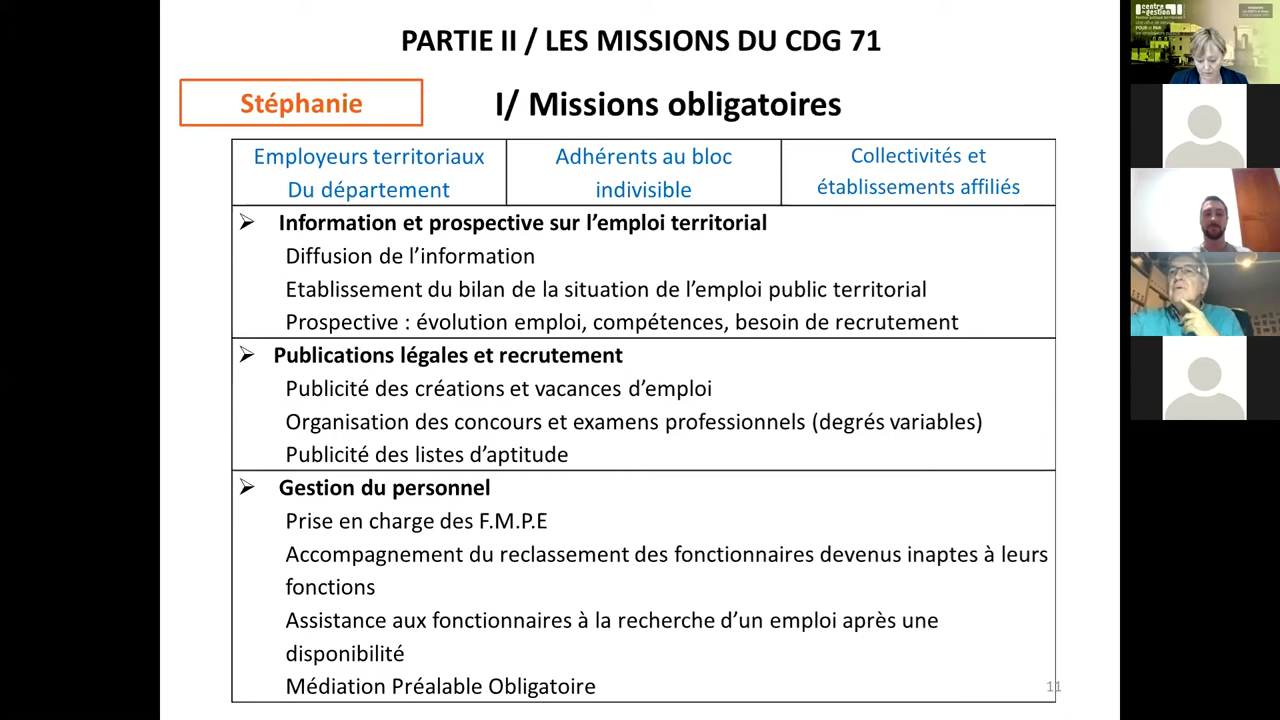 PARTIE II / LES MISSIONS DU CDG 71
Stéphanie
I/ Missions obligatoires
Employeurs territoriaux
Du département
Adhérents au bloc
indivisible
Collectivités et
établissements affiliés
➢ Information et prospective sur l’emploi territorial
Diffusion de l’information
Etablissement du bilan de la situation de l’emploi public territorial
Prospective : évolution emploi, compétences, besoin de recrutement
➢ Publications légales et recrutement
Publicité des créations et vacances d’emploi
Organisation des concours et examens professionnels (degrés variables)
Publicité des listes d’aptitude
➢ Gestion du personnel
Prise en charge des F.M.P.E
Accompagnement du reclassement des fonctionnaires devenus inaptes à leurs
fonctions
Assistance aux fonctionnaires à la recherche d’un emploi après une
disponibilité
Médiation Préalable Obligatoire
11
centre
de gestion